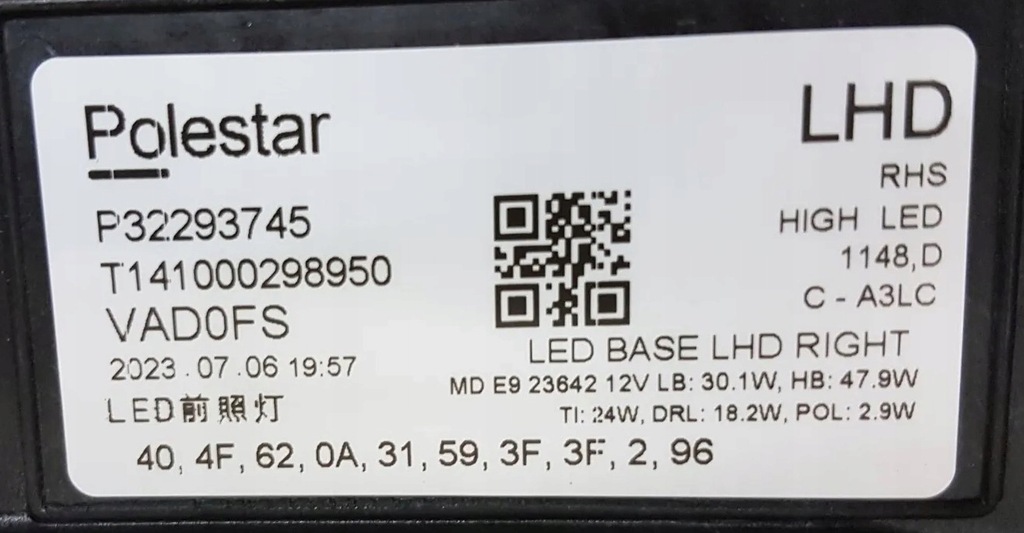 Polestar
LHD
RHS
P32293745
HIGH LED
T141000298950
1148,D
VAD0FS
C - A3LC
LED BASE LHD RIGHT
2023.07.06 19:57
MD E9 23642 12V LB: 30.1W, HB: 47.9W
LED前照灯
TI: 24W, DRL: 18.2W, POL: 2.9W
40, 4F, 62, 0A, 31, 59, 3F, 3F, 2, 96